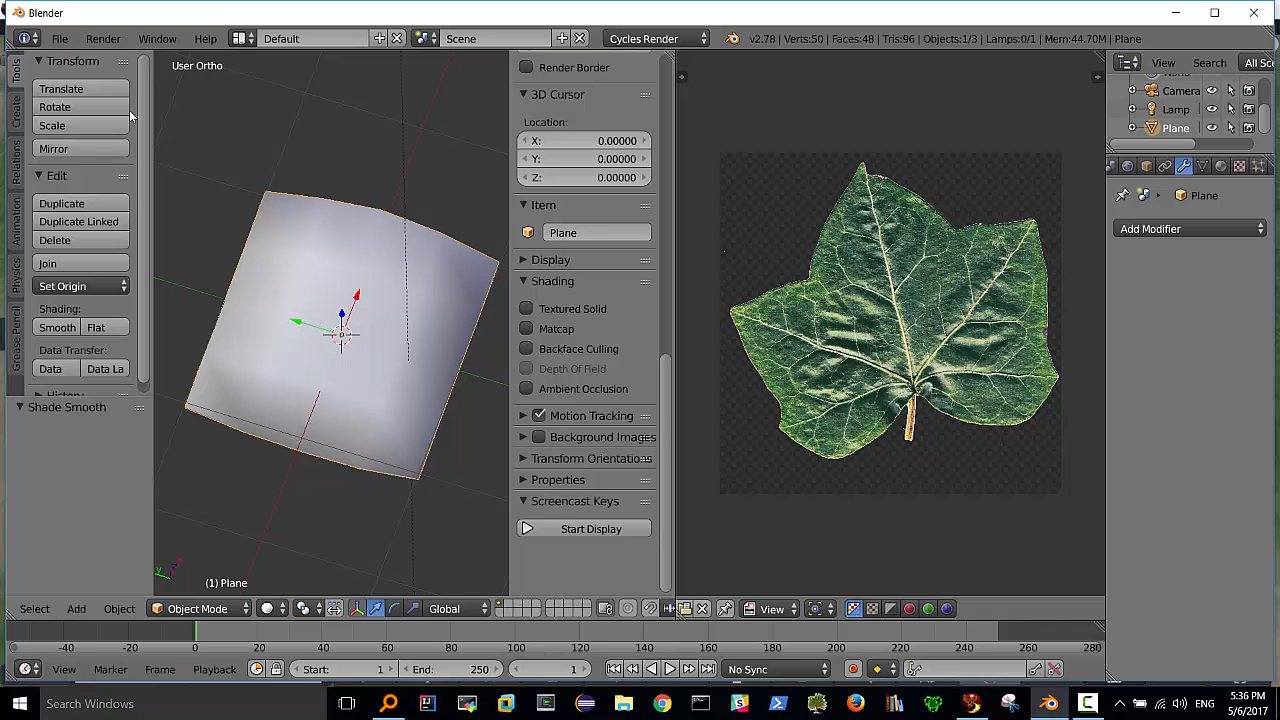 Blender
File Render Window Help Default Scene Cycles Render v2.78 | Verts:50 | Faces:48 | Tris:96 | Objects:1/3 | Lamps:0/1 | Mem:44.70M | Plane
Tools
Create
Relations
Animation
Physics
Grease Pencil
Transform
Translate
Rotate
Scale
Mirror
Edit
Duplicate
Duplicate Linked
Delete
Join
Set Origin
Shading:
Smooth Flat
Data Transfer:
Data Data La
Shade Smooth
User Ortho
(1) Plane
Render Border
3D Cursor
Location:
X: 0.00000
Y: 0.00000
Z: 0.00000
Item
Plane
Display
Shading
Textured Solid
Matcap
Backface Culling
Depth Of Field
Ambient Occlusion
Motion Tracking
Background Images
Transform Orientations
Properties
Screencast Keys
Start Display
View Search All Sce
Camera
Lamp
Plane
Plane
Add Modifier
Select Add Object Object Mode Global
View
-40 -20 0 20 40 60 80 100 120 140 160 180 200 220 240 260 280
View Marker Frame Playback Start: 1 End: 250 1 No Sync
Search Windows
ENG
5:36 PM
5/6/2017